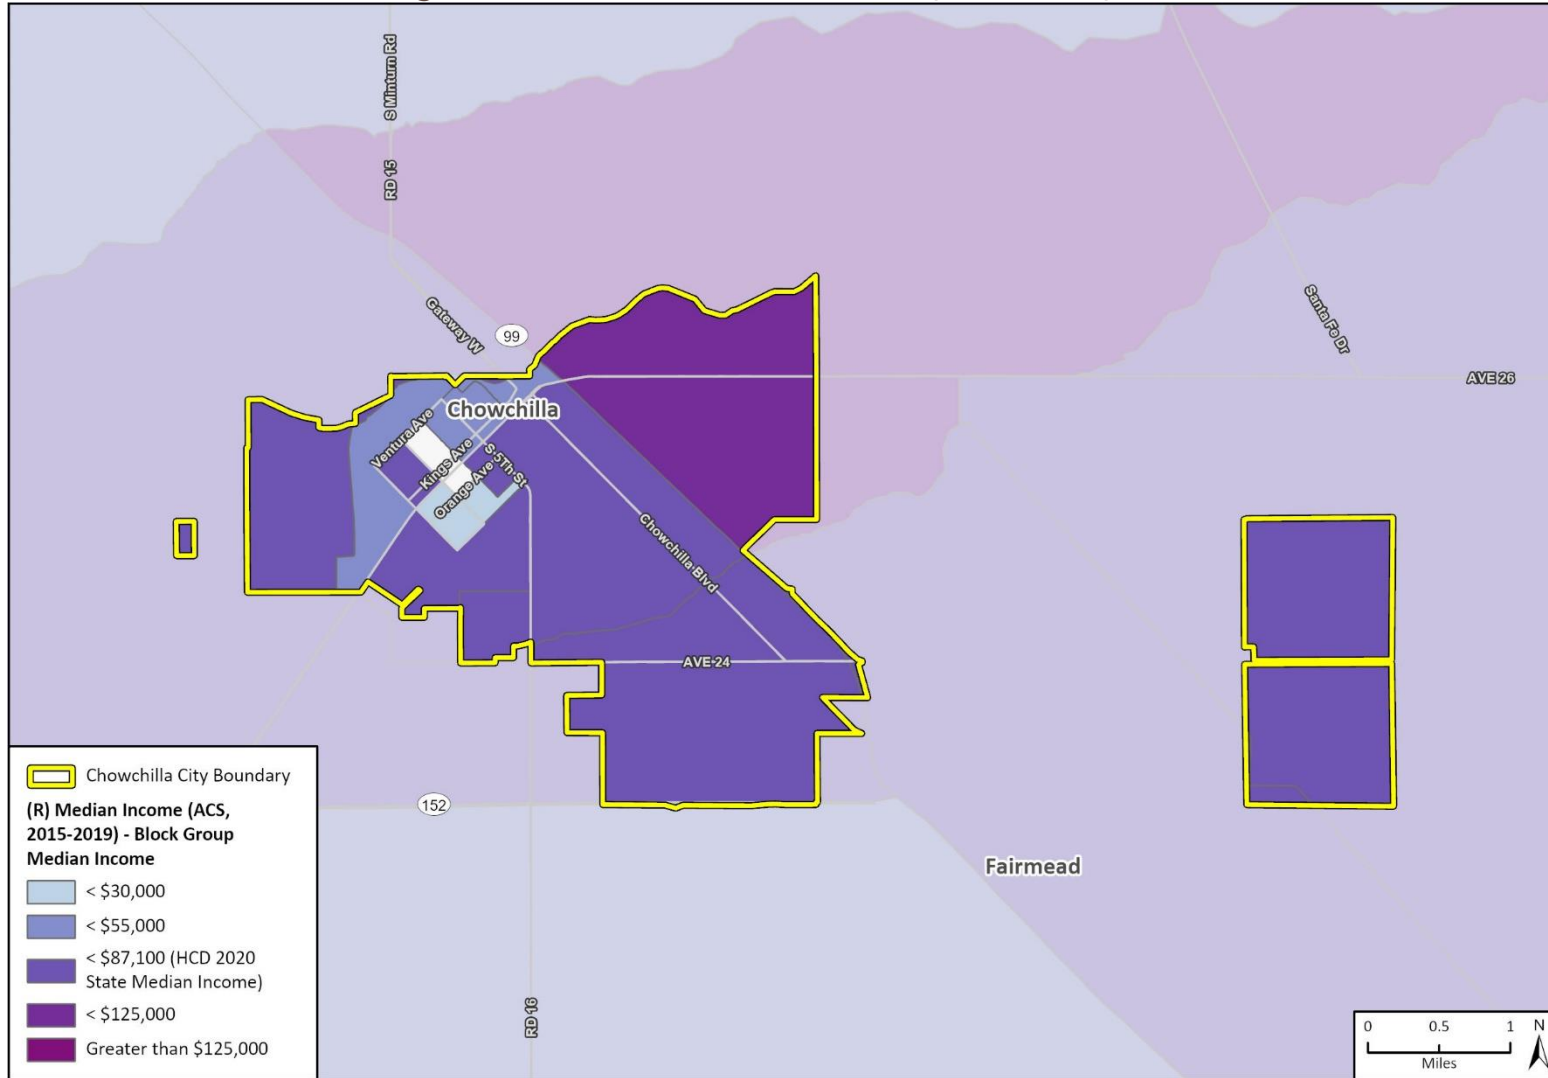 S Minturn Rd
RD 15
Gateway W
99
Santa Fe Dr
AVE 26
Chowchilla
Ventura Ave
Kings Ave
S 5Th St
Orange Ave
Chowchilla Blvd
AVE 24
152
Fairmead
RD 16
Chowchilla City Boundary
(R) Median Income (ACS,
2015-2019) - Block Group
Median Income
< $30,000
< $55,000
< $87,100 (HCD 2020
State Median Income)
< $125,000
Greater than $125,000
0 0.5 1
Miles
N